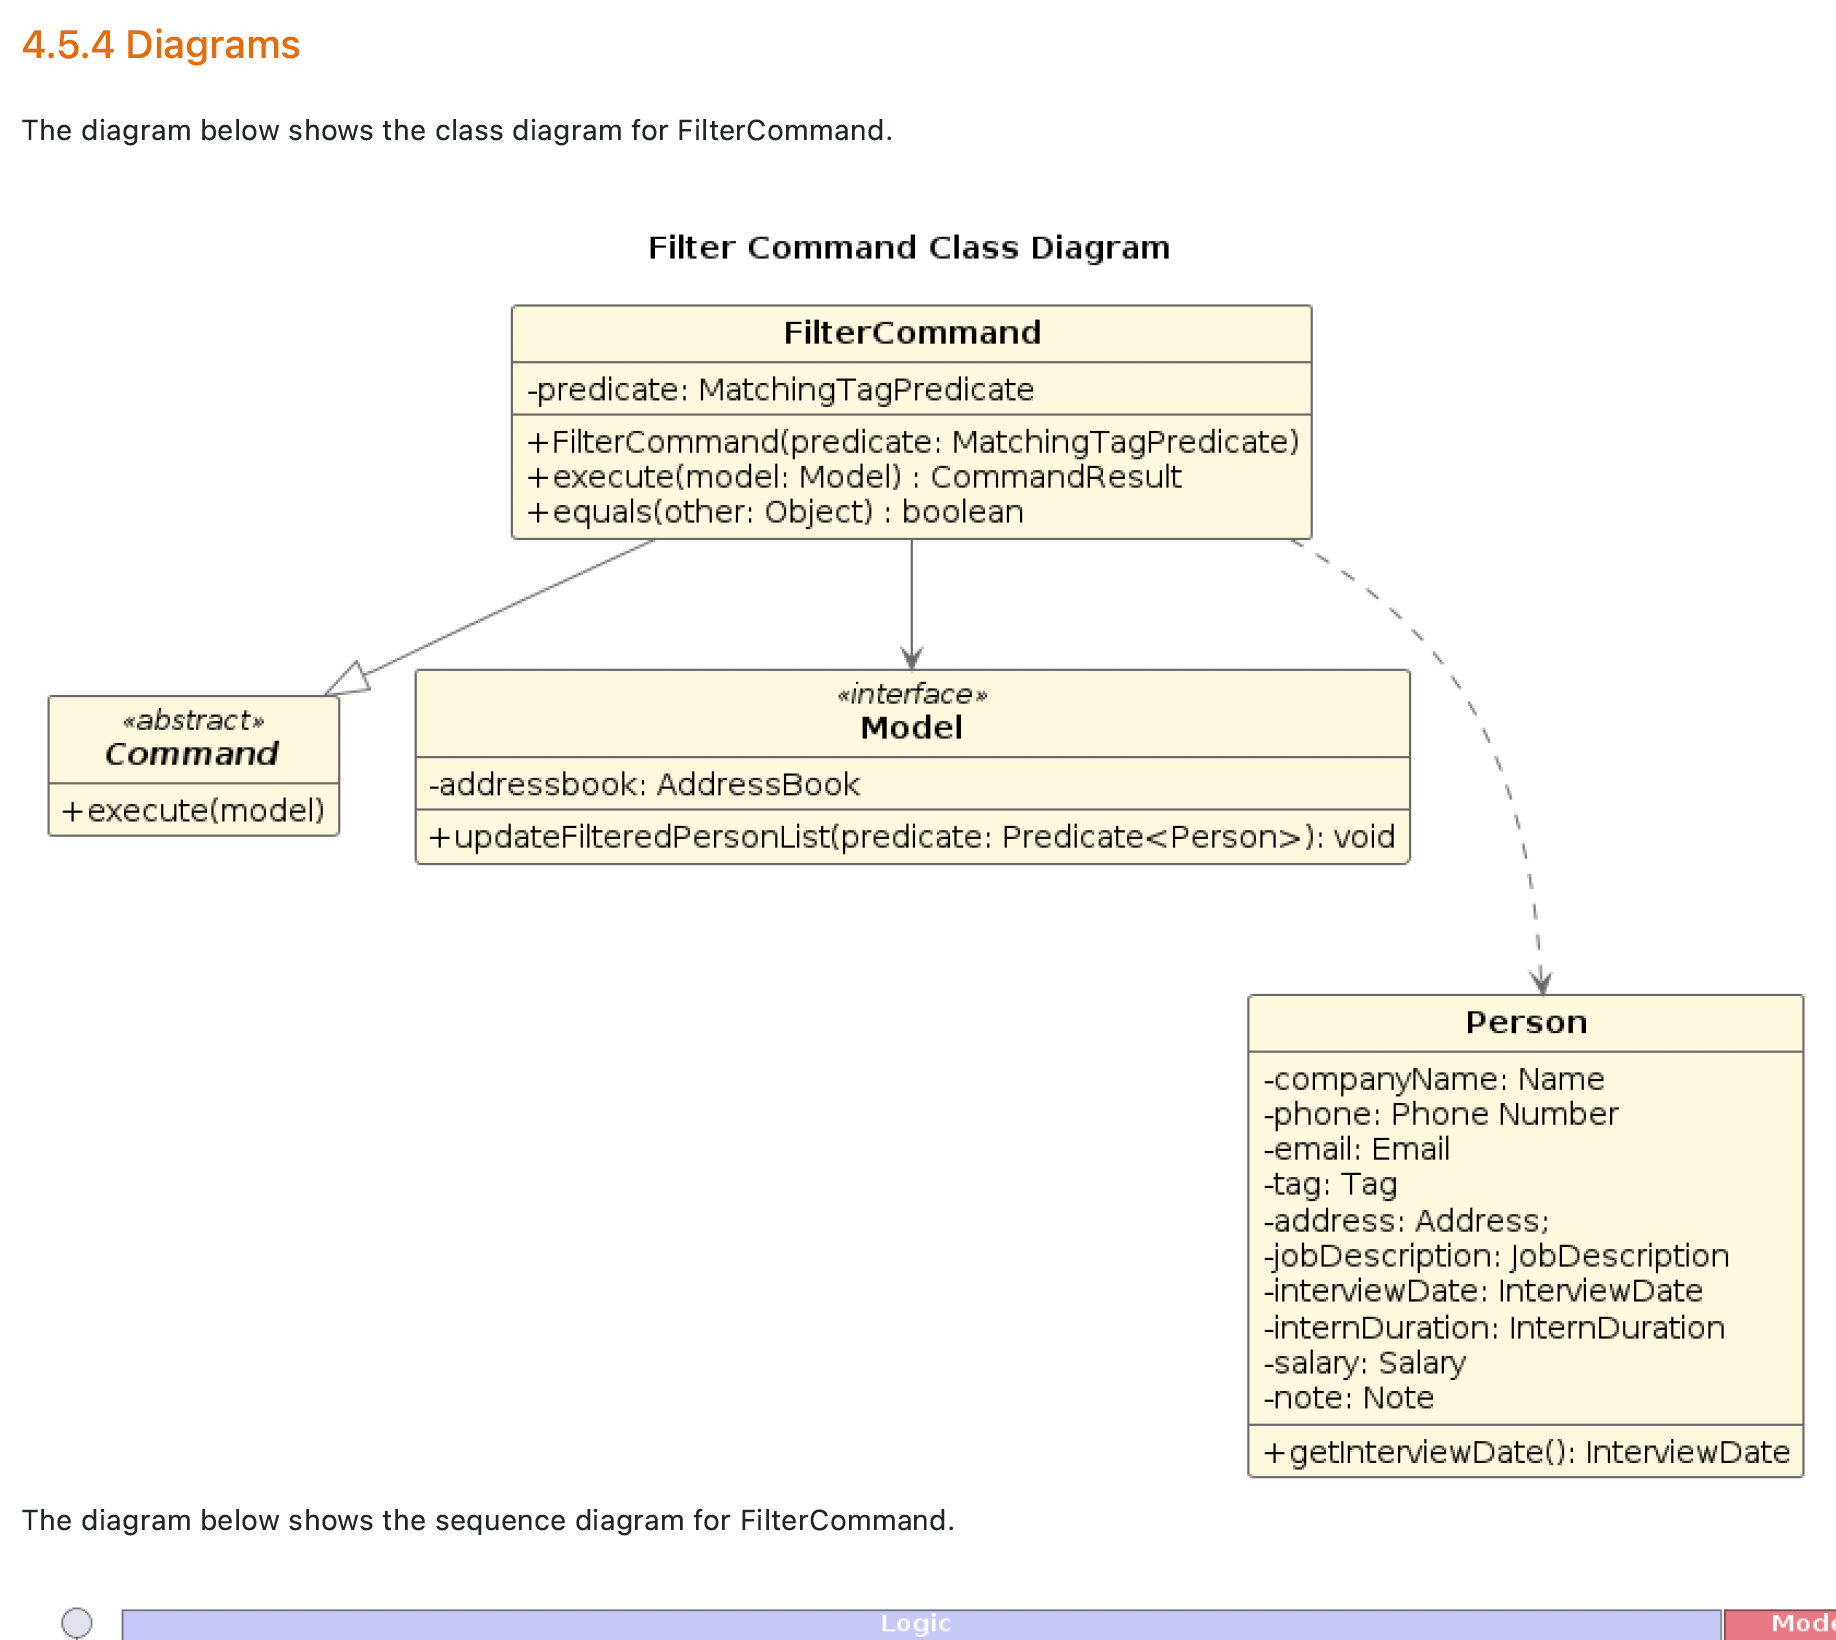 4.5.4 Diagrams
The diagram below shows the class diagram for FilterCommand.
Filter Command Class Diagram
FilterCommand
-predicate: MatchingTagPredicate
+FilterCommand(predicate: MatchingTagPredicate)
+execute(model: Model) : CommandResult
+equals(other: Object) : boolean
«abstract»
Command
+execute(model)
«interface»
Model
-addressbook: AddressBook
+updateFilteredPersonList(predicate: Predicate<Person>): void
Person
-companyName: Name
-phone: Phone Number
-email: Email
-tag: Tag
-address: Address;
-jobDescription: JobDescription
-interviewDate: InterviewDate
-internDuration: InternDuration
-salary: Salary
-note: Note
+getInterviewDate(): InterviewDate
The diagram below shows the sequence diagram for FilterCommand.
Logic